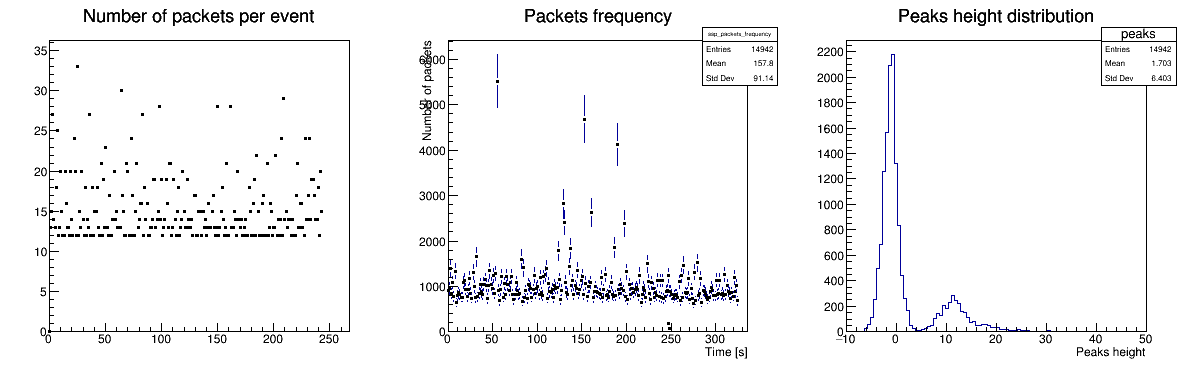 Number of packets per event
35
30
25
20
15
10
5
0
0 50 100 150 200 250
Packets frequency
ssp_packets_frequency
Entries 14942
Mean 157.8
Std Dev 91.14
Number of packets
6000
5000
4000
3000
2000
1000
0
0 50 100 150 200 250 300
Time [s]
Peaks height distribution
peaks
Entries 14942
Mean 1.703
Std Dev 6.403
2200
2000
1800
1600
1400
1200
1000
800
600
400
200
0
−10 0 10 20 30 40 50
Peaks height